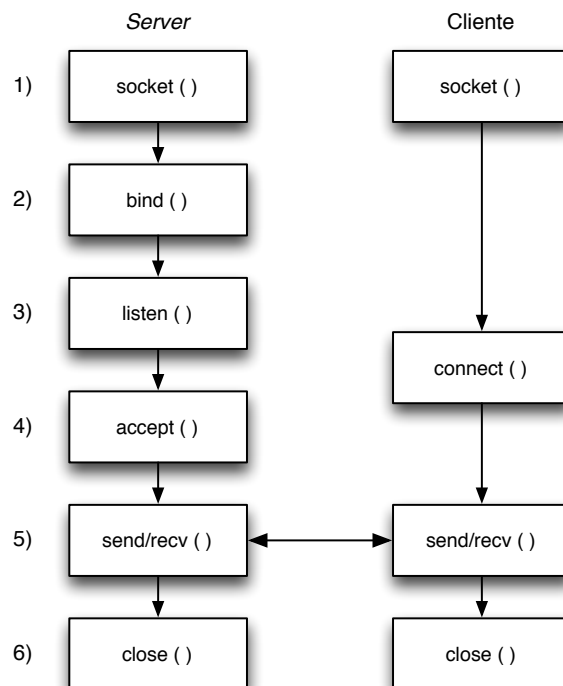 Server Cliente
1) socket ( ) socket ( )
2) bind ( )
3) listen ( )
connect ( )
4) accept ( )
5) send/recv ( ) send/recv ( )
6) close ( ) close ( )